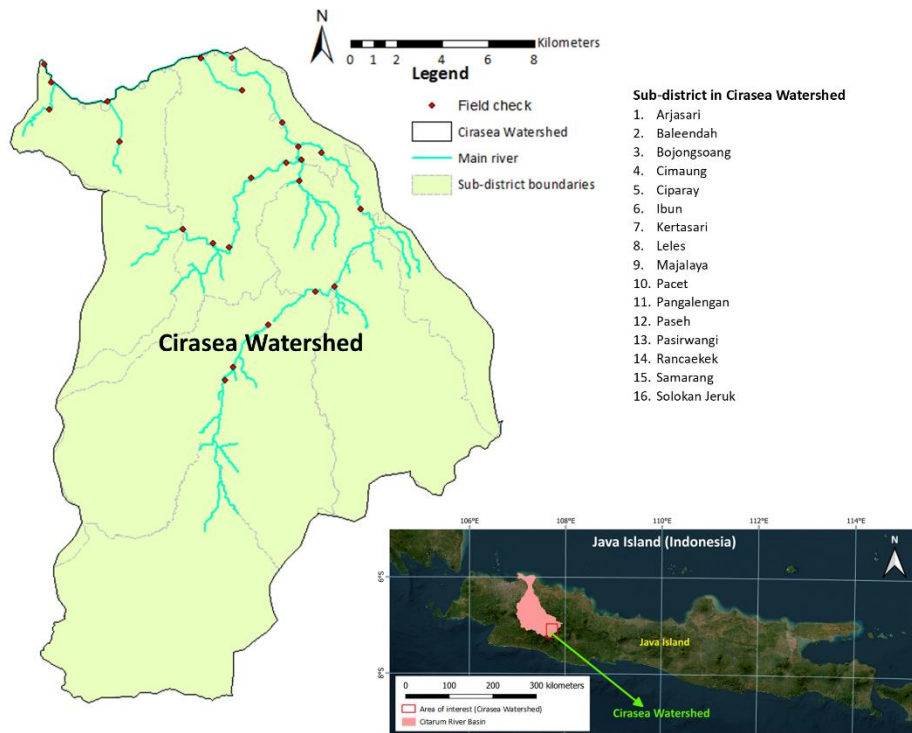 N
Kilometers
0 1 2 4 6 8
Legend
Field check
Cirasea Watershed
Main river
Sub-district boundaries
Sub-district in Cirasea Watershed
1. Arjasari
2. Baleendah
3. Bojongsoang
4. Cimaung
5. Ciparay
6. Ibun
7. Kertasari
8. Leles
9. Majalaya
10. Pacet
11. Pangalengan
12. Paseh
13. Pasirwangi
14. Rancaekek
15. Samarang
16. Solokan Jeruk
Cirasea Watershed
106°E 108°E 110°E 112°E 114°E
Java Island (Indonesia)
N
6°S
Java Island
8°S
0 100 200 300 kilometers
Area of interest (Cirasea Watershed)
Citarum River Basin
Cirasea Watershed